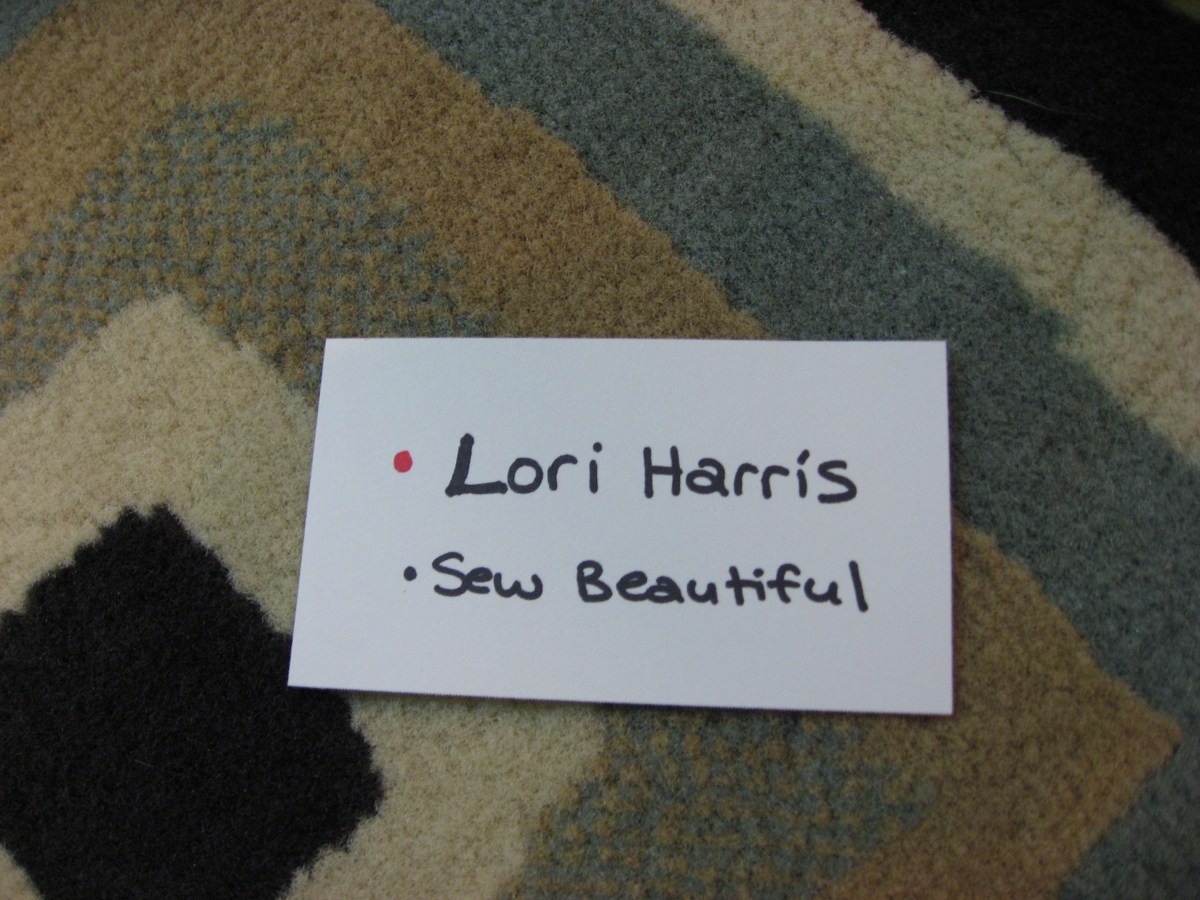 • Lori Harris
• Sew Beautiful